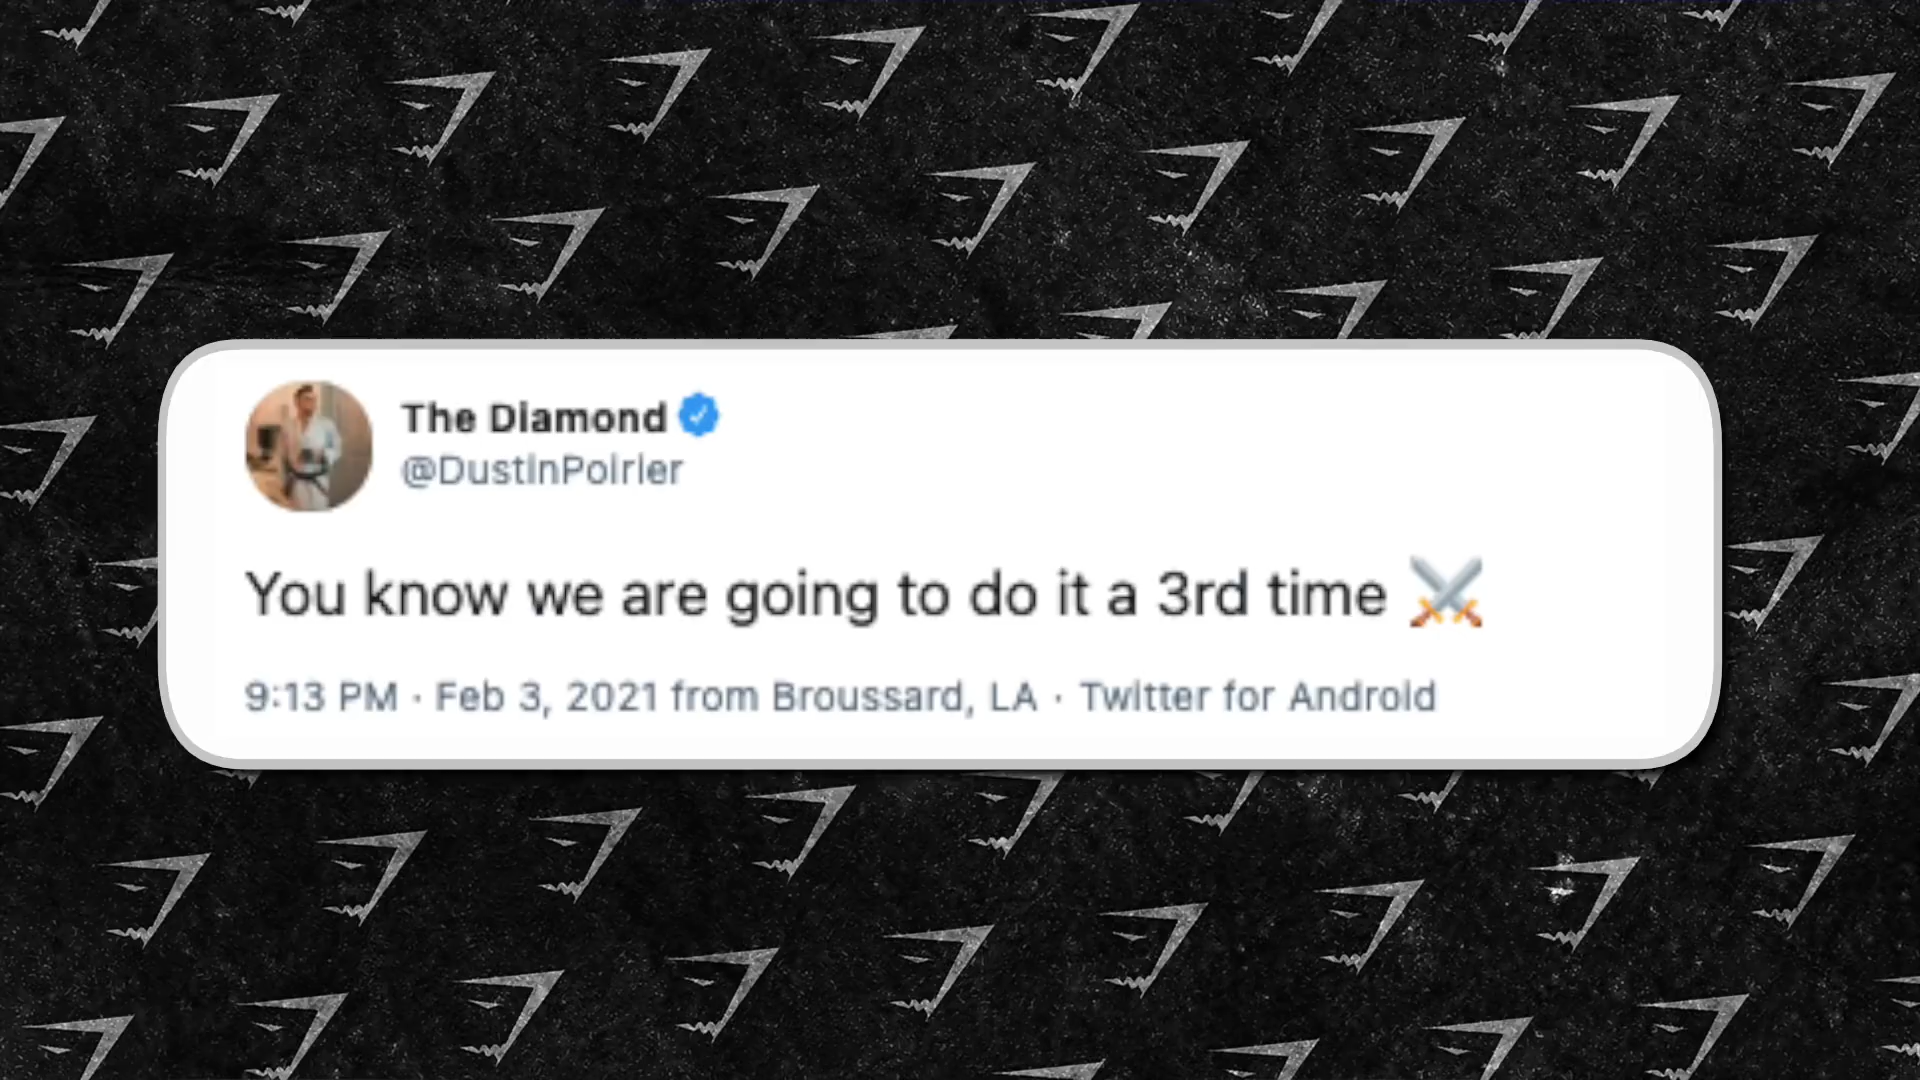 The Diamond
@DustinPoirier
You know we are going to do it a 3rd time ⚔️
9:13 PM · Feb 3, 2021 from Broussard, LA · Twitter for Android